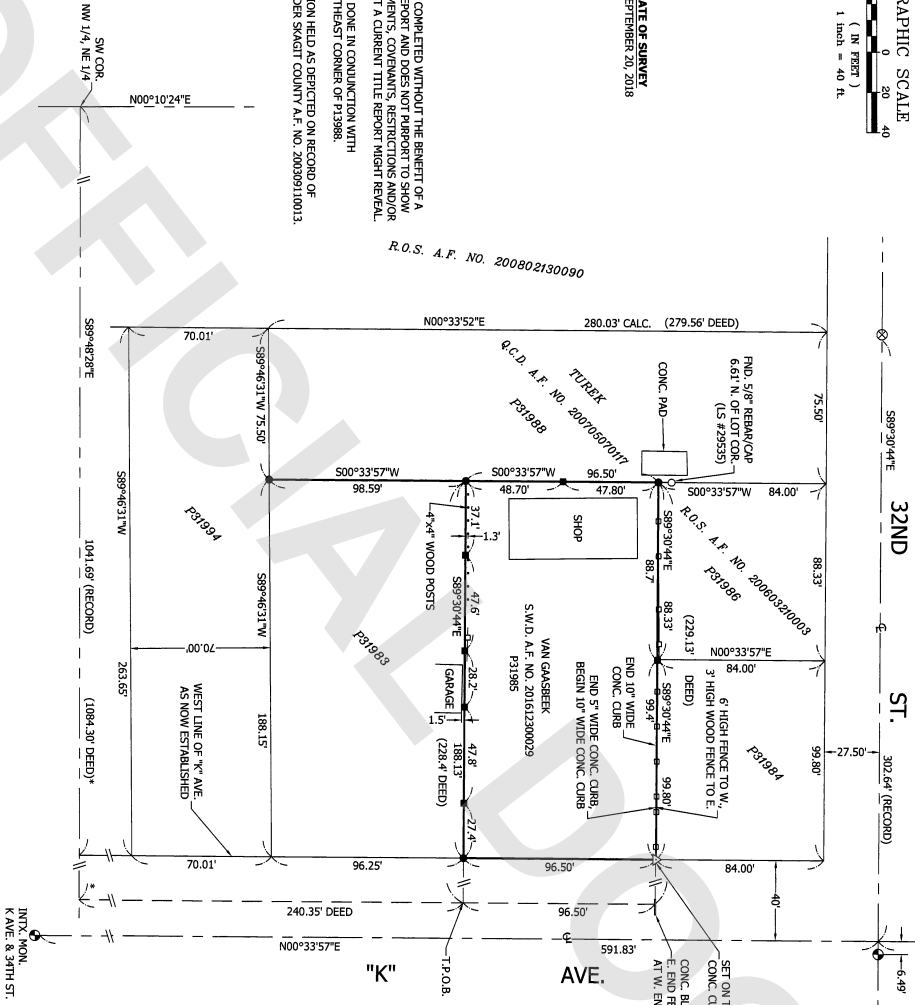 RAPHIC SCALE
0 20 40
( IN FEET )
1 inch = 40 ft.
ATE OF SURVEY
EPTEMBER 20, 2018
COMPLETED WITHOUT THE BENEFIT OF A
EPORT AND DOES NOT PURPORT TO SHOW
MENTS, COVENANTS, RESTRICTIONS AND/OR
T A CURRENT TITLE REPORT MIGHT REVEAL.
DONE IN CONJUNCTION WITH
THEAST CORNER OF P13988.
ION HELD AS DEPICTED ON RECORD OF
DER SKAGIT COUNTY A.F. NO. 200309110013.
SW COR.
NW 1/4, NE 1/4
N00°10'24"E
R.O.S. A.F. NO. 200802130090
32ND ST.
S89°30'44"E
302.64' (RECORD)
27.50'
6.49'
40'
75.50'
88.33'
99.80'
N00°33'52"E
280.03' CALC. (279.56' DEED)
TUREK
Q.C.D. A.F. NO. 200705070117
P31988
CONC. PAD
FND. 5/8" REBAR/CAP
6.61' N. OF LOT COR.
(LS #29535)
S00°33'57"W 84.00'
R.O.S. A.F. NO. 200603210003
P31986
N00°33'57"E
84.00'
P31984
84.00'
S89°30'44"E 88.33'
88.7'
(229.13' DEED)
S89°30'44"E 99.80'
99.4'
6' HIGH FENCE TO W.,
3' HIGH WOOD FENCE TO E.
END 10" WIDE
CONC. CURB
END 5" WIDE CONC. CURB,
BEGIN 10" WIDE CONC. CURB
S00°33'57"W 96.50'
48.70' 47.80'
SHOP
VAN GAASBEEK
S.W.D. A.F. NO. 201612300029
P31985
96.50'
37.1'
1.3'
47.6'
28.2'
47.8'
27.4'
S89°30'44"E 188.13'
(228.4' DEED)
4"x4" WOOD POSTS
GARAGE
1.5'
S00°33'57"W
98.59'
S89°46'31"W 75.50'
S89°46'31"W 188.15'
P31983
96.25'
70.01'
P31994
70.00'
70.01'
WEST LINE OF "K" AVE.
AS NOW ESTABLISHED
S89°46'31"W 263.65'
S89°48'28"E 1041.69' (RECORD) (1084.30' DEED)*
*
240.35' DEED
96.50'
T.P.O.B.
N00°33'57"E
591.83'
"K" AVE.
INTX. MON.
K AVE. & 34TH ST.
SET ON T
CONC. CU
CONC. BL
E. END FE
AT W. EN
OFFICIAL DO